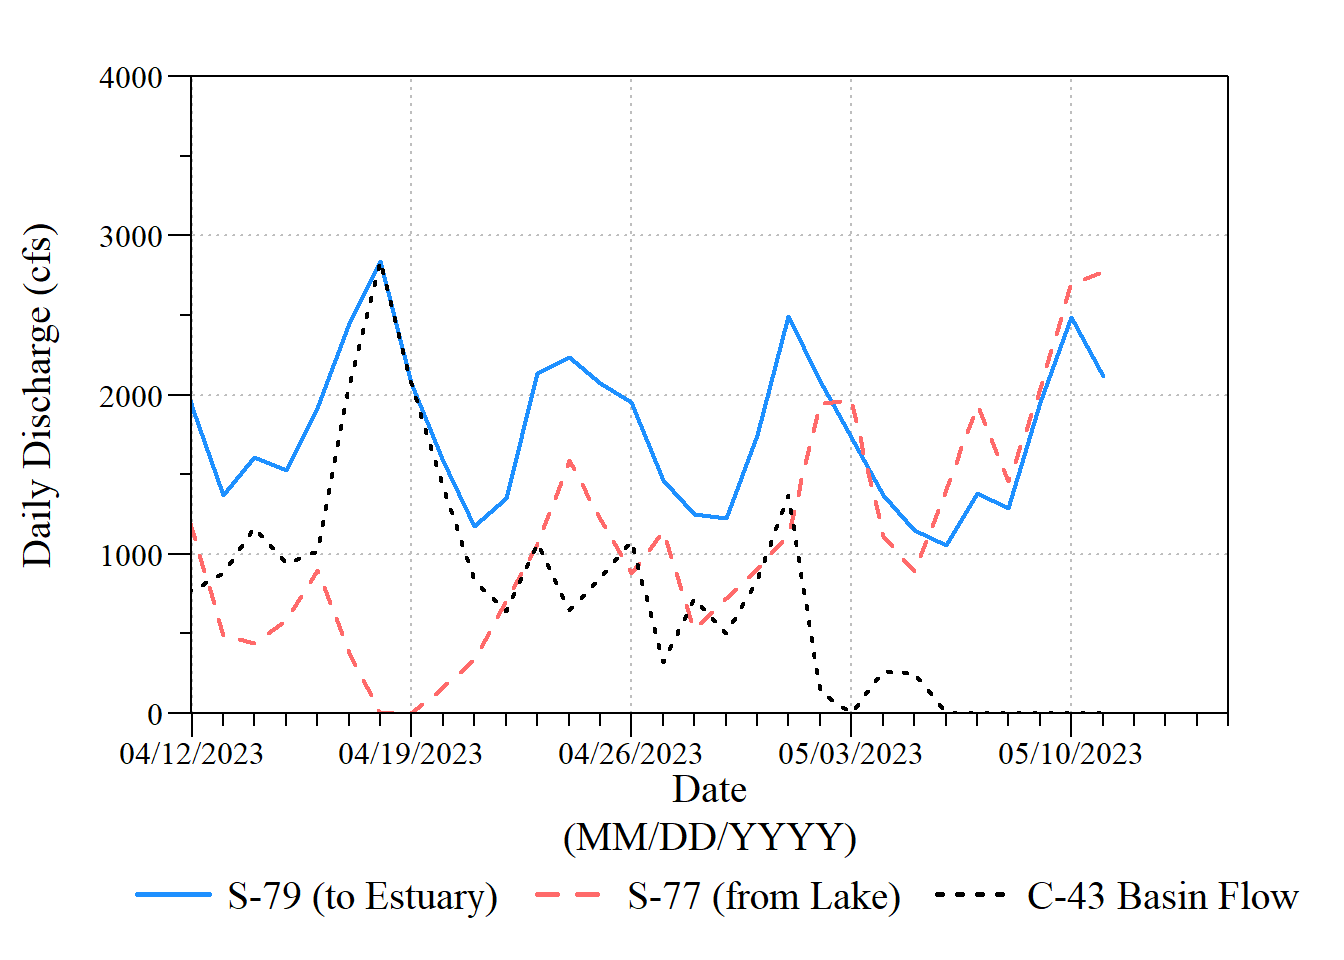 4000
3000
2000
1000
0
Daily Discharge (cfs)
04/12/2023 04/19/2023 04/26/2023 05/03/2023 05/10/2023
Date
(MM/DD/YYYY)
S-79 (to Estuary) S-77 (from Lake) C-43 Basin Flow